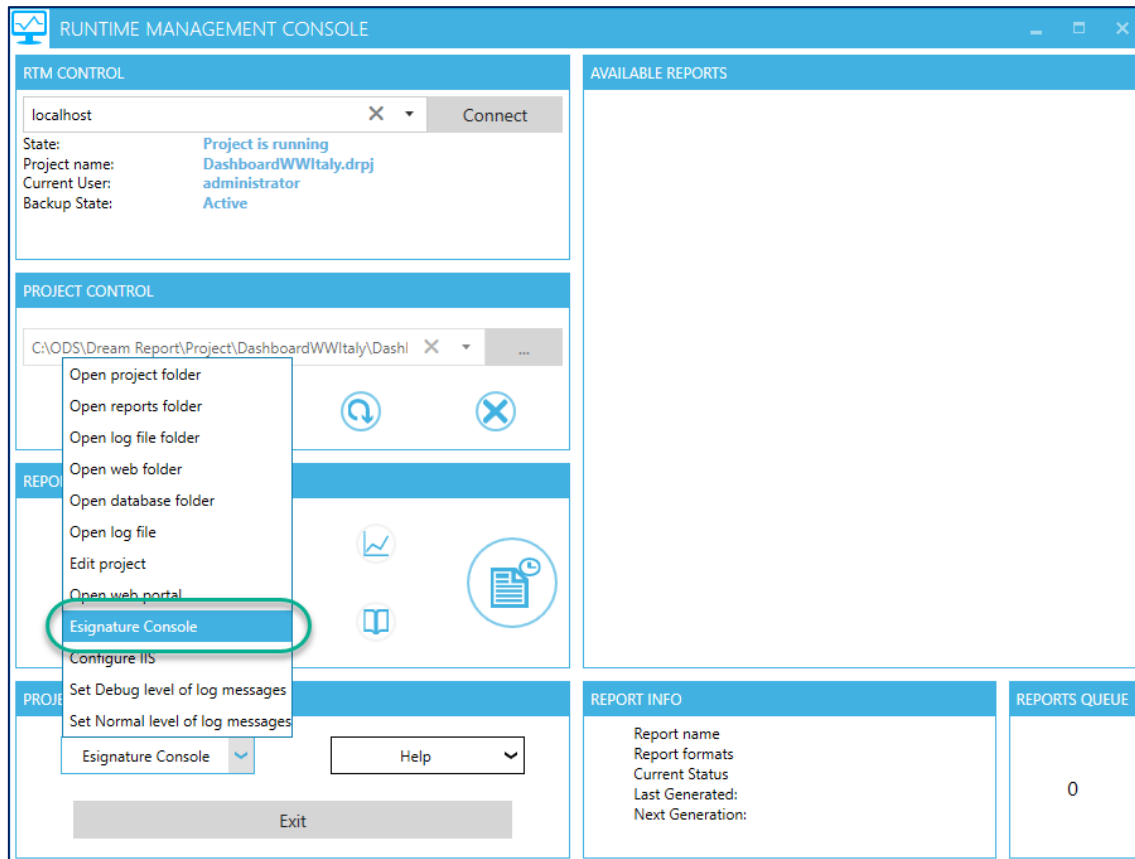 RUNTIME MANAGEMENT CONSOLE
RTM CONTROL
localhost
Connect
State: Project is running
Project name: DashboardWWItaly.drpj
Current User: administrator
Backup State: Active
PROJECT CONTROL
C:\ODS\Dream Report\Project\DashboardWWItaly\Dashl
...
Open project folder
Open reports folder
Open log file folder
Open web folder
Open database folder
Open log file
Edit project
Open web portal
Esignature Console
Configure IIS
Set Debug level of log messages
Set Normal level of log messages
REPO
PROJE
Esignature Console
Help
Exit
AVAILABLE REPORTS
REPORT INFO
Report name
Report formats
Current Status
Last Generated:
Next Generation:
REPORTS QUEUE
0